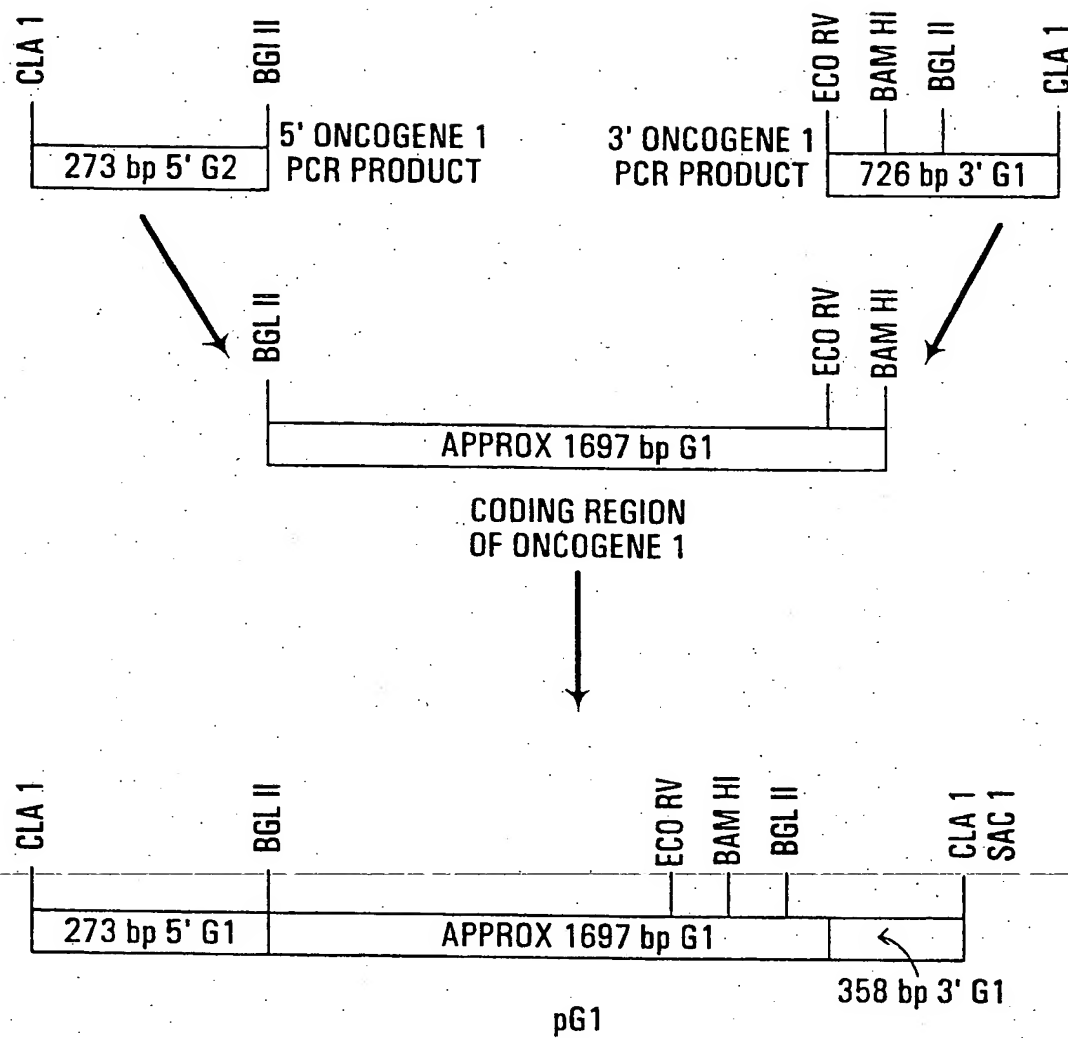 CLA 1
BGI II
273 bp 5' G2
5' ONCOGENE 1
PCR PRODUCT
3' ONCOGENE 1
PCR PRODUCT
ECO RV
BAM HI
BGL II
CLA 1
726 bp 3' G1
BGL II
ECO RV
BAM HI
APPROX 1697 bp G1
CODING REGION
OF ONCOGENE 1
CLA 1
BGL II
ECO RV
BAM HI
BGL II
CLA 1
SAC 1
273 bp 5' G1
APPROX 1697 bp G1
358 bp 3' G1
pG1